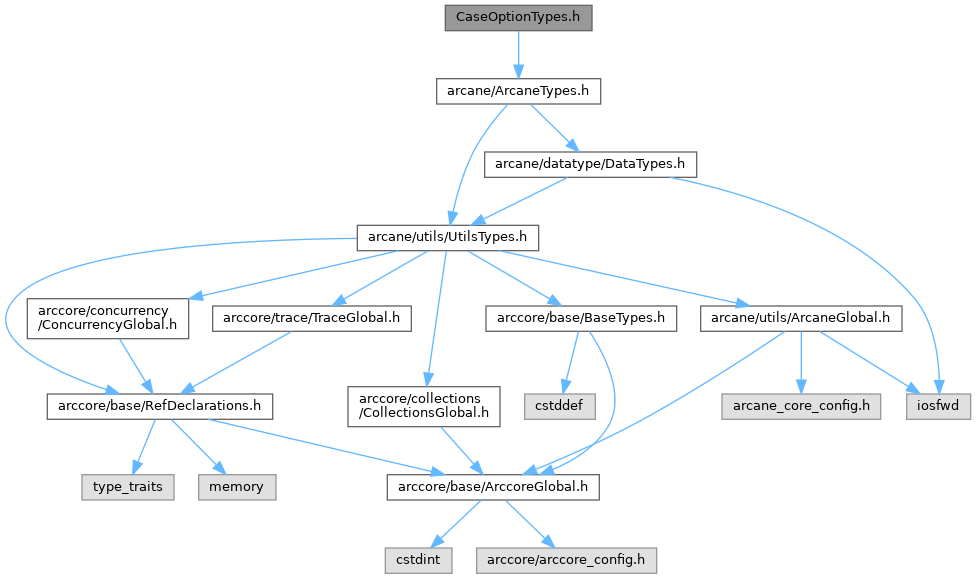 CaseOptionTypes.h
arcane/ArcaneTypes.h
arcane/datatype/DataTypes.h
arcane/utils/UtilsTypes.h
arccore/concurrency
/ConcurrencyGlobal.h
arccore/trace/TraceGlobal.h
arccore/base/BaseTypes.h
arcane/utils/ArcaneGlobal.h
arccore/base/RefDeclarations.h
arccore/collections
/CollectionsGlobal.h
cstddef
arcane_core_config.h
iosfwd
type_traits
memory
arccore/base/ArccoreGlobal.h
cstdint
arccore/arccore_config.h